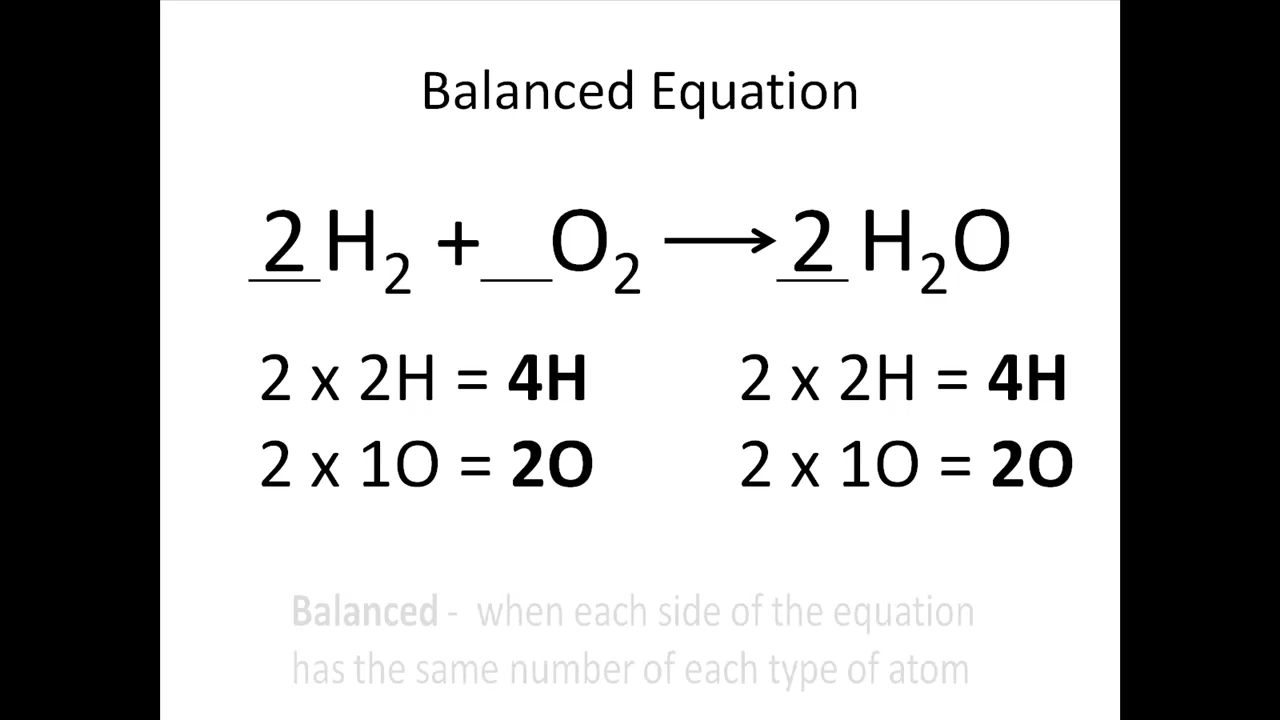 Balanced Equation
2 H₂ + __ O₂ → 2 H₂O
2 x 2H = 4H 2 x 2H = 4H
2 x 1O = 2O 2 x 1O = 2O
Balanced - when each side of the equation
has the same number of each type of atom